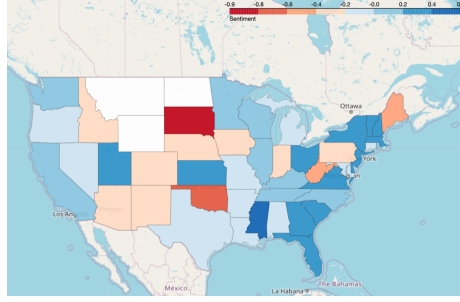 -0.9 -0.8 -0.6 -0.4 -0.2 -0.0 0.2 0.4
Sentiment
Ottawa
York
Los Ang
México
La Habana
The Bahamas